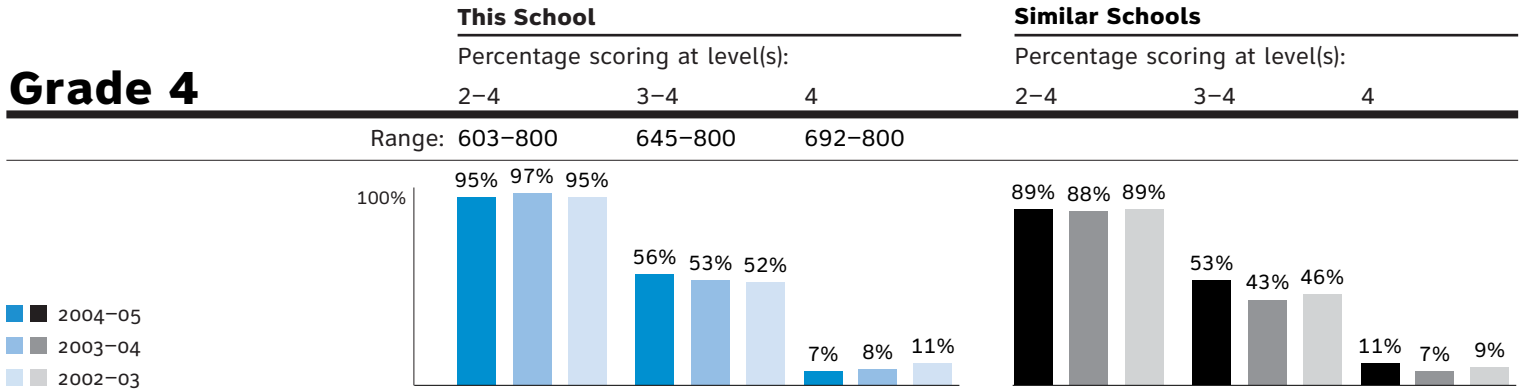 This School Similar Schools
Percentage scoring at level(s): Percentage scoring at level(s):
Grade 4 2–4 3–4 4 2–4 3–4 4
Range: 603–800 645–800 692–800
100%
95% 97% 95% 56% 53% 52% 7% 8% 11%
89% 88% 89% 53% 43% 46% 11% 7% 9%
2004–05
2003–04
2002–03